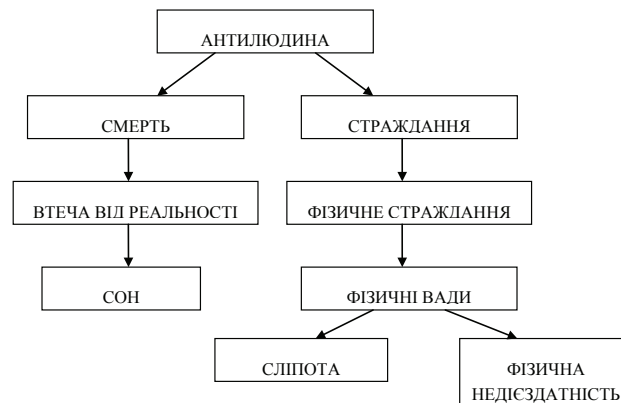 АНТИЛЮДИНА
СМЕРТЬ
СТРАЖДАННЯ
ВТЕЧА ВІД РЕАЛЬНОСТІ
ФІЗИЧНЕ СТРАЖДАННЯ
СОН
ФІЗИЧНІ ВАДИ
СЛІПОТА
ФІЗИЧНА
НЕДІЄЗДАТНІСТЬ